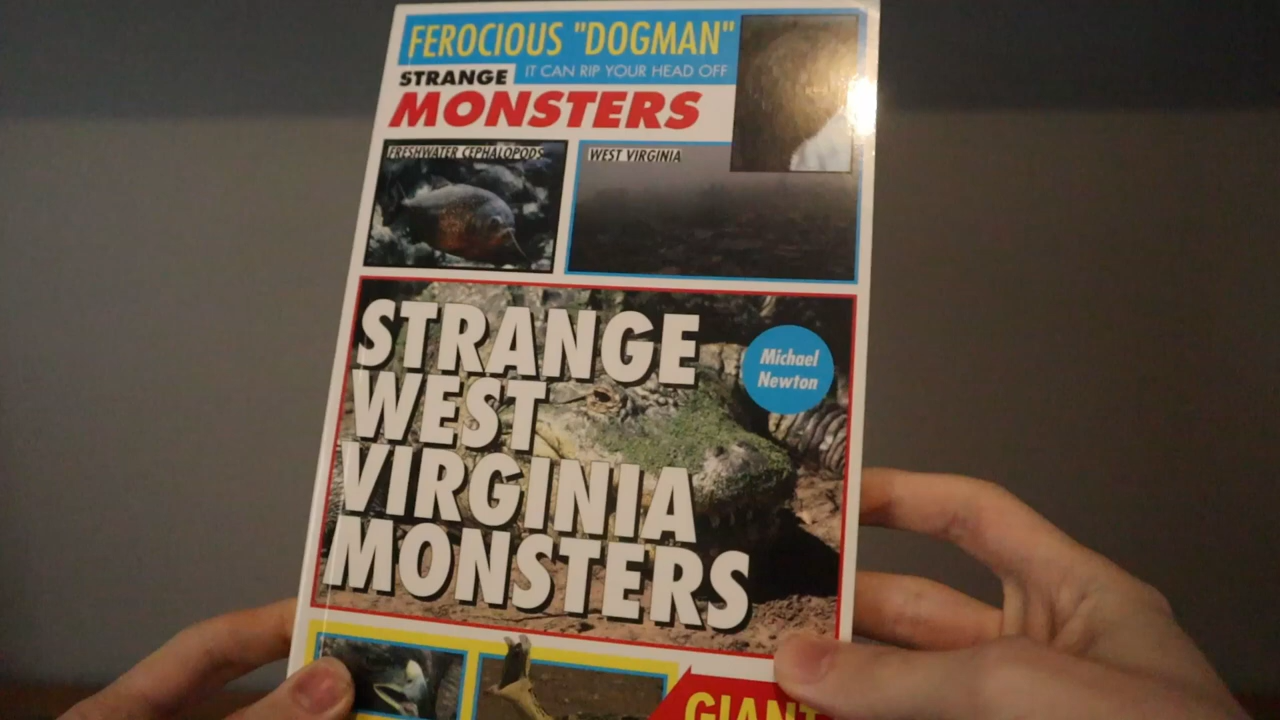 FEROCIOUS "DOGMAN"
IT CAN RIP YOUR HEAD OFF
STRANGE
MONSTERS
FRESHWATER CEPHALOPODS
WEST VIRGINIA
STRANGE
WEST
VIRGINIA
MONSTERS
Michael
Newton
GIANT